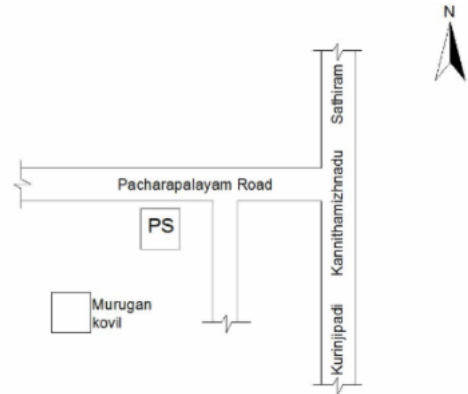 N
Sathiram
Pacharapalayam Road
Kannithamizhnadu
PS
Murugan
kovil
Kurinjipadi